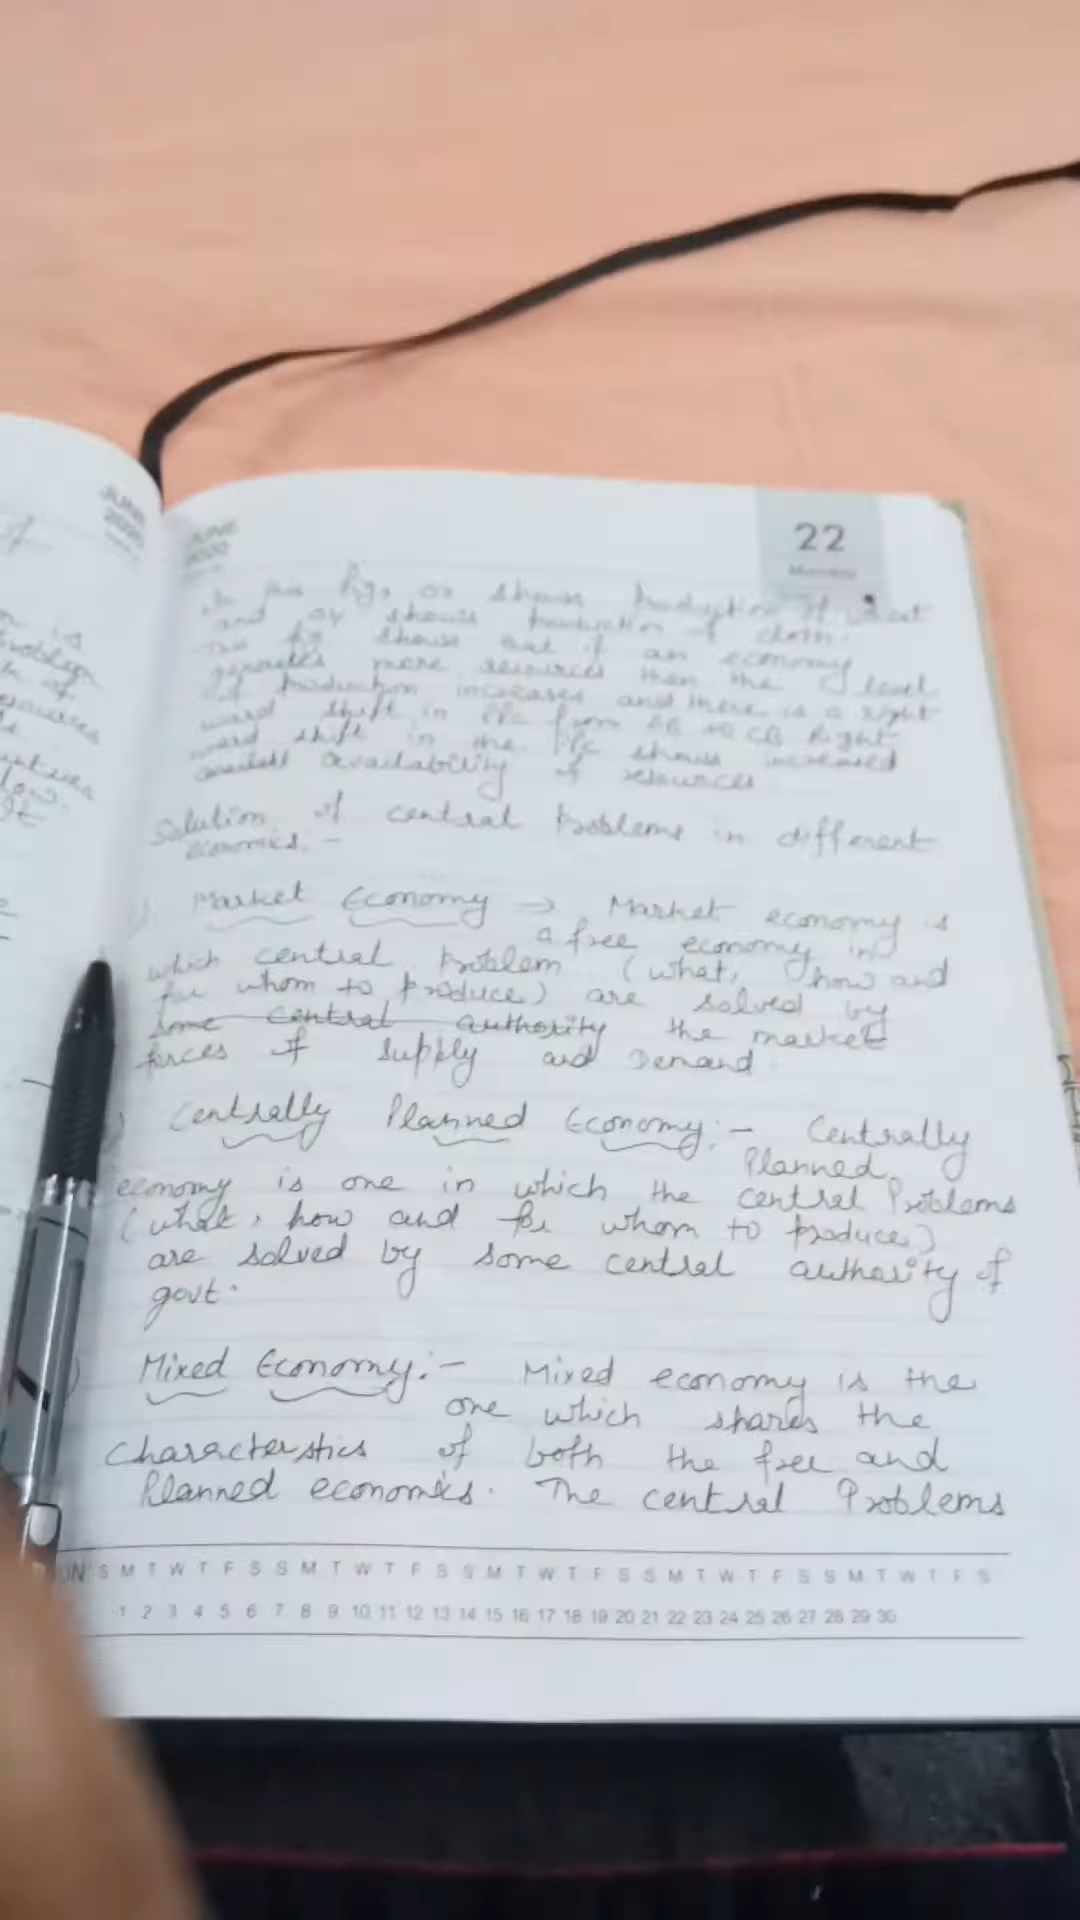 JUNE
2020
22
Monday
In fig, ox shows production of wheat
and oy shows production of cloth.
The fig shows that if an economy
more resources then the level
of production increases and there is a right
ward shift in PPC from AB to CB Right
ward shift in the PPC shows increased
availability of resources
Solution of central Problems in different
economics:-
Market Economy → Market economy is
a free economy in
which central Problem (what, how and
for whom to produce) are solved by
some central authority the market
forces of supply and Demand.
Centrally Planned Economy:- Centrally
Planned
economy is one in which the central Problems
(what, how and for whom to produce)
are solved by some central authority of
govt.
Mixed Economy:- Mixed economy is the
one which shares the
characterstics of both the free and
Planned economics. The central Problems
JUN S M T W T F S S M T W T F S S M T W T F S S M T W T F S S M T W T F S
1 2 3 4 5 6 7 8 9 10 11 12 13 14 15 16 17 18 19 20 21 22 23 24 25 26 27 28 29 30